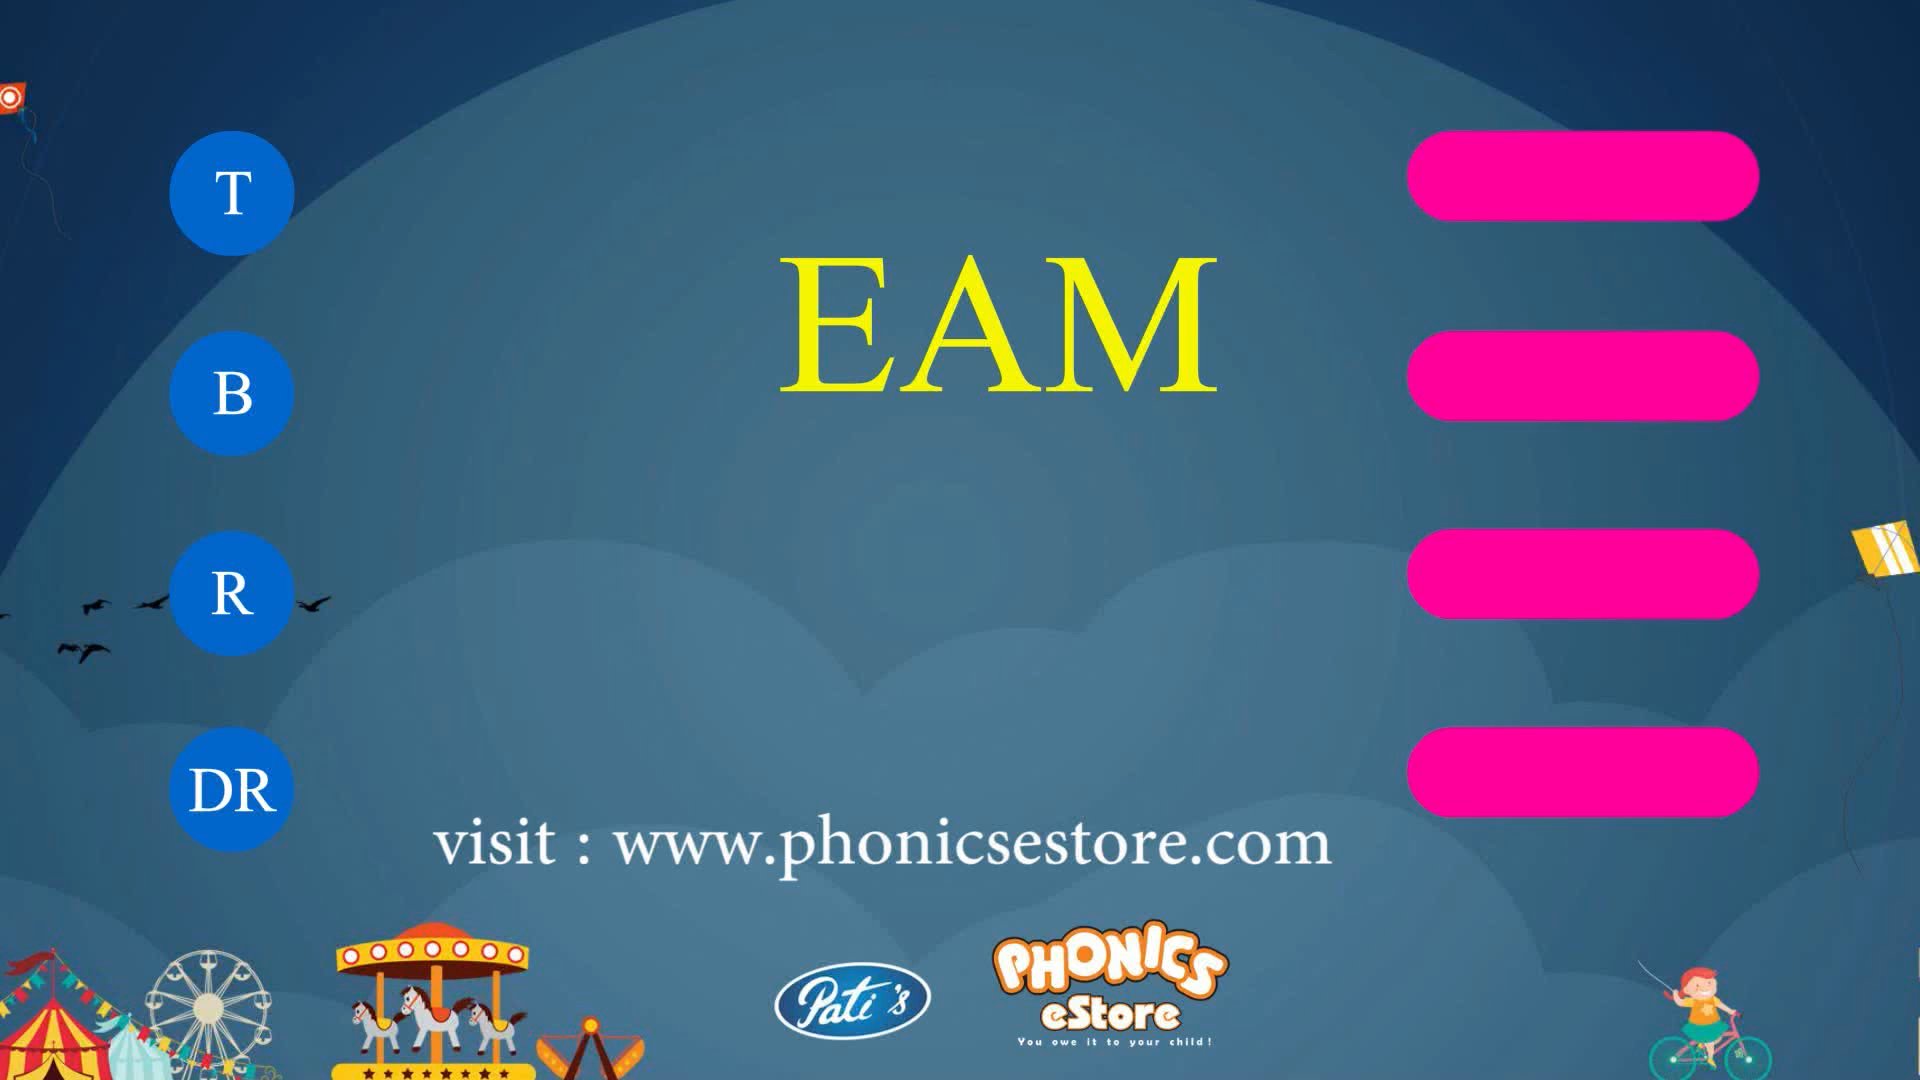 T
EAM
B
R
DR
visit : www.phonicsestore.com
Pati's
PHONICS
eStore
You owe it to your child!